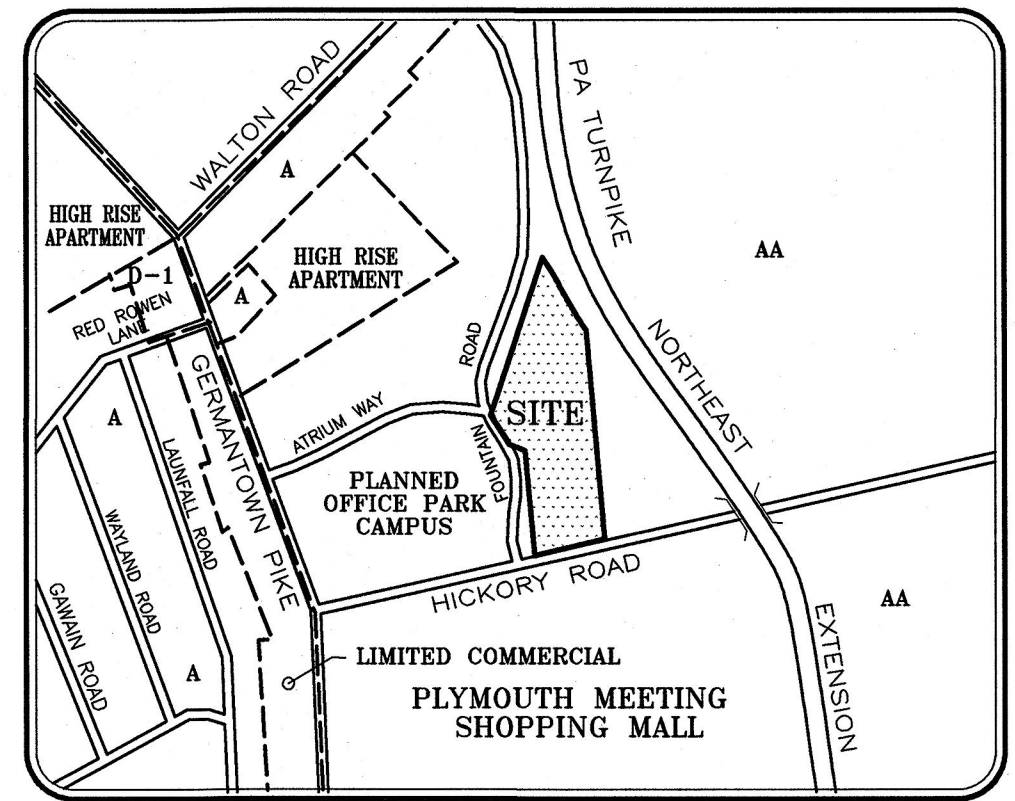 WALTON ROAD
PA TURNPIKE
A
HIGH RISE
APARTMENT
HIGH RISE
APARTMENT
AA
D-1
A
RED ROWEN
LANE
GERMANTOWN PIKE
ROAD
FOUNTAIN
NORTHEAST
ATRIUM WAY
SITE
A
LAUNFALL ROAD
PLANNED
OFFICE PARK
CAMPUS
WAYLAND ROAD
GAWAIN ROAD
HICKORY ROAD
AA
EXTENSION
LIMITED COMMERCIAL
A
PLYMOUTH MEETING
SHOPPING MALL